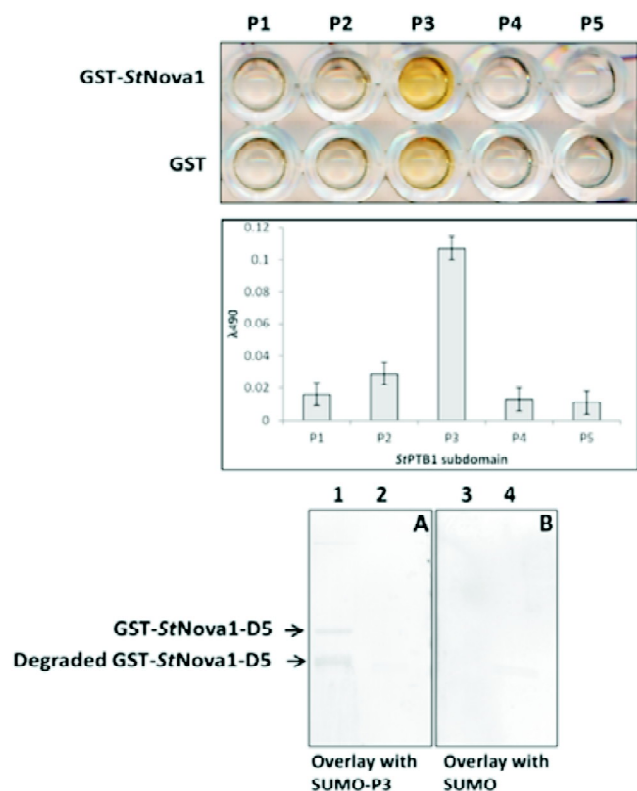 P1 P2 P3 P4 P5
GST-StNova1
GST
0.12
0.1
0.08
0.06
0.04
0.02
0
λ490
P1 P2 P3 P4 P5
StPTB1 subdomain
1 2 3 4
A B
GST-StNova1-D5
Degraded GST-StNova1-D5
Overlay with SUMO-P3
Overlay with SUMO